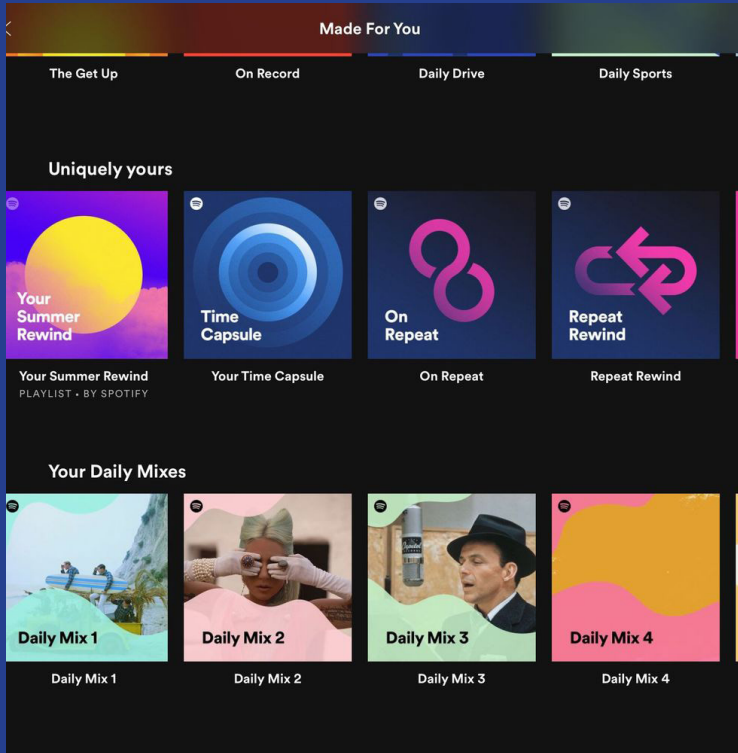 Made For You
The Get Up
On Record
Daily Drive
Daily Sports
Uniquely yours
Your
Summer
Rewind
Time
Capsule
On
Repeat
Repeat
Rewind
Your Summer Rewind
PLAYLIST • BY SPOTIFY
Your Time Capsule
On Repeat
Repeat Rewind
Your Daily Mixes
Daily Mix 1
Daily Mix 2
Daily Mix 3
Daily Mix 4
Daily Mix 1
Daily Mix 2
Daily Mix 3
Daily Mix 4